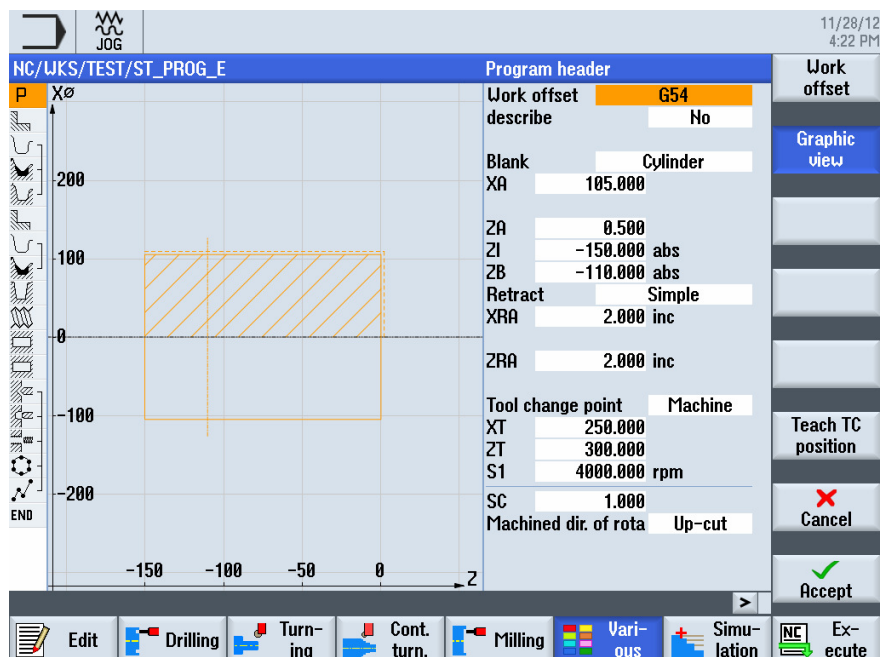 JOG
11/28/12
4:22 PM
NC/WKS/TEST/ST_PROG_E
Program header
Work offset
P
XØ
Work offset G54
describe No
Graphic view
Blank Cylinder
XA 105.000
200
ZA 0.500
100
ZI -150.000 abs
ZB -110.000 abs
Retract Simple
XRA 2.000 inc
0
ZRA 2.000 inc
-100
Tool change point Machine
XT 250.000
ZT 300.000
S1 4000.000 rpm
Teach TC position
-200
SC 1.000
Machined dir. of rota Up-cut
END
Cancel
-150 -100 -50 0
Z
Accept
>
Edit
Drilling
Turn-
ing
Cont.
turn.
Milling
Vari-
ous
Simu-
lation
NC
Ex-
ecute